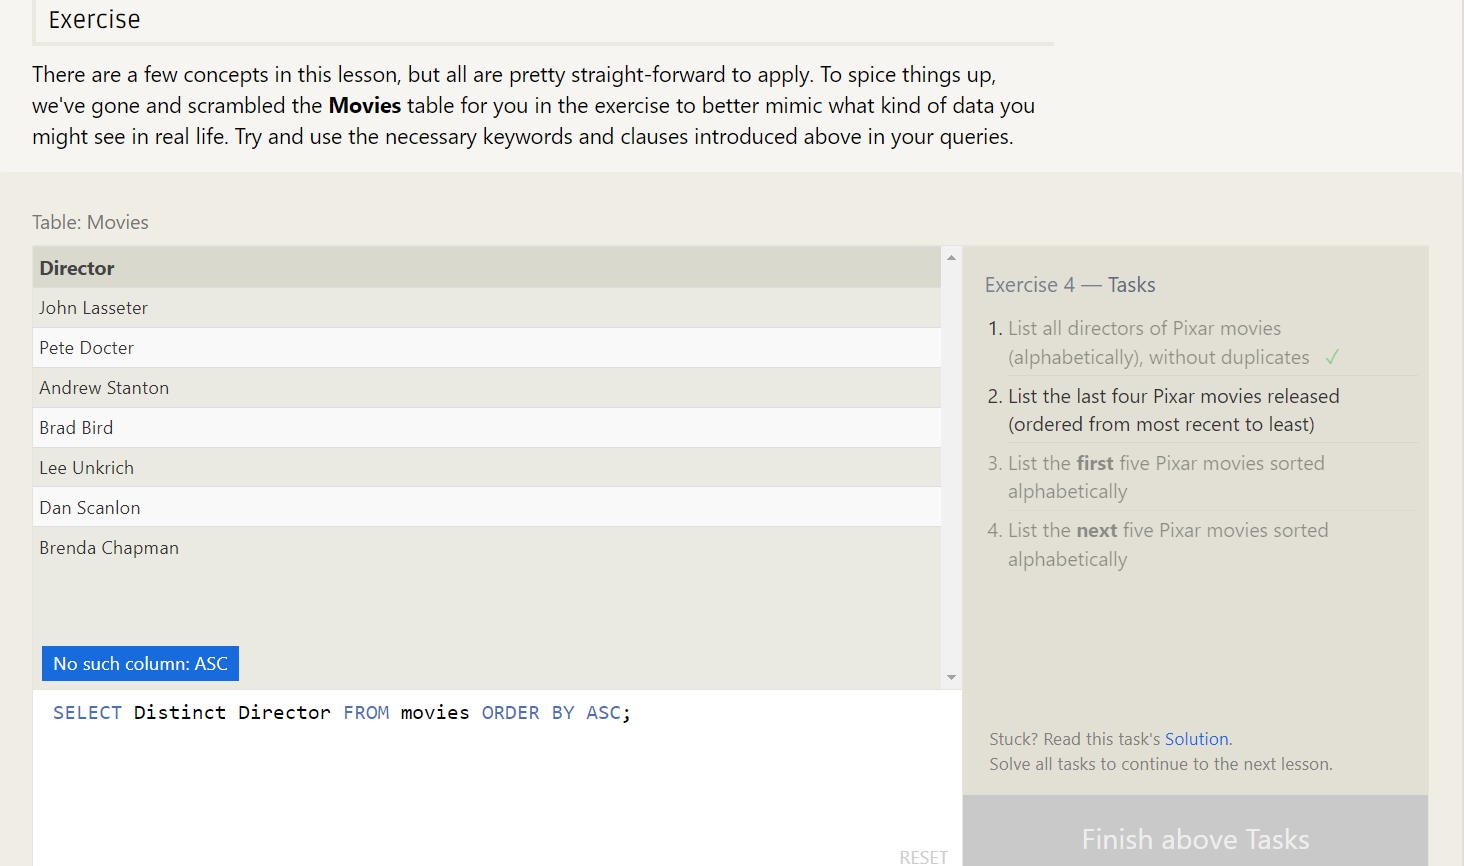 Exercise
There are a few concepts in this lesson, but all are pretty straight-forward to apply. To spice things up,
we've gone and scrambled the Movies table for you in the exercise to better mimic what kind of data you
might see in real life. Try and use the necessary keywords and clauses introduced above in your queries.
Table: Movies
Director
John Lasseter
Pete Docter
Andrew Stanton
Brad Bird
Lee Unkrich
Dan Scanlon
Brenda Chapman
No such column: ASC
SELECT Distinct Director FROM movies ORDER BY ASC;
RESET
Exercise 4 — Tasks
1. List all directors of Pixar movies
(alphabetically), without duplicates ✓
2. List the last four Pixar movies released
(ordered from most recent to least)
3. List the first five Pixar movies sorted
alphabetically
4. List the next five Pixar movies sorted
alphabetically
Stuck? Read this task's Solution.
Solve all tasks to continue to the next lesson.
Finish above Tasks